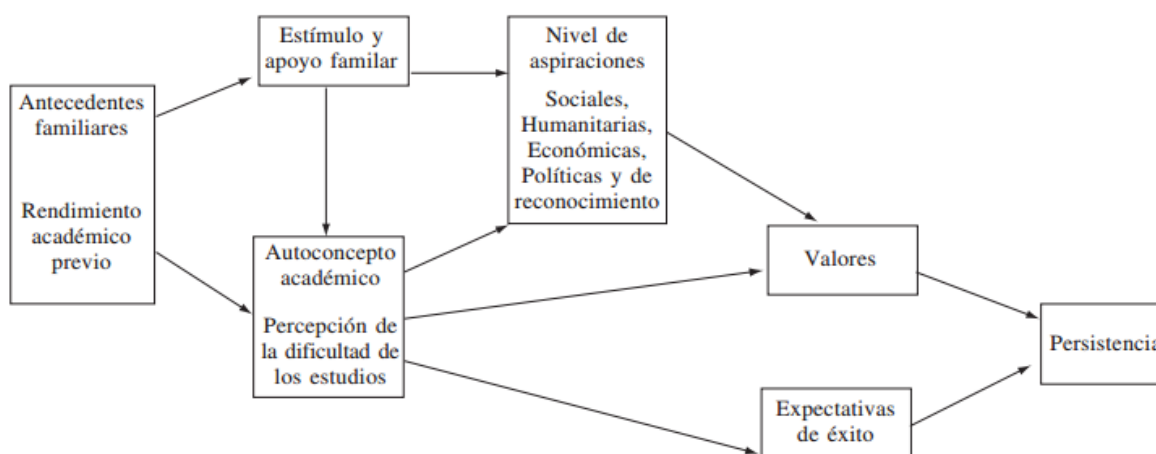 Antecedentes
familiares
Rendimiento
académico
previo
Estímulo y
apoyo familar
Autoconcepto
académico
Percepción de
la dificultad de
los estudios
Nivel de
aspiraciones
Sociales,
Humanitarias,
Económicas,
Políticas y de
reconocimiento
Valores
Expectativas
de éxito
Persistencia